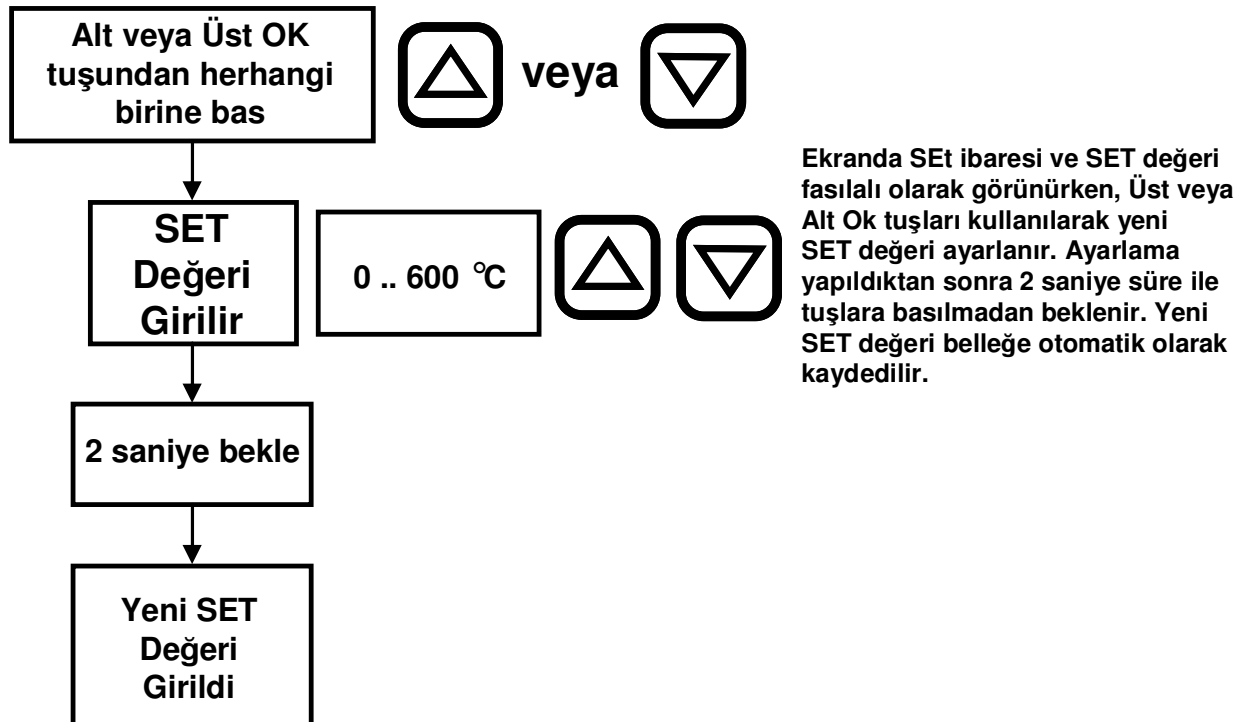 Alt veya Üst OK
tuşundan herhangi
birine bas
veya
SET
Değeri
Girilir
0 .. 600 °C
Ekranda SEt ibaresi ve SET değeri
fasılalı olarak görünürken, Üst veya
Alt Ok tuşları kullanılarak yeni
SET değeri ayarlanır. Ayarlama
yapıldıktan sonra 2 saniye süre ile
tuşlara basılmadan beklenir. Yeni
SET değeri belleğe otomatik olarak
kaydedilir.
2 saniye bekle
Yeni SET
Değeri
Girildi